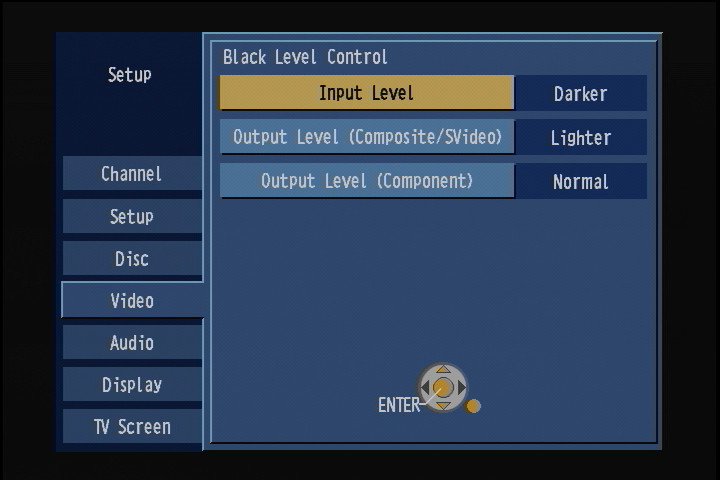 Setup
Channel
Setup
Disc
Video
Audio
Display
TV Screen
Black Level Control
Input Level Darker
Output Level (Composite/SVideo) Lighter
Output Level (Component) Normal
ENTER